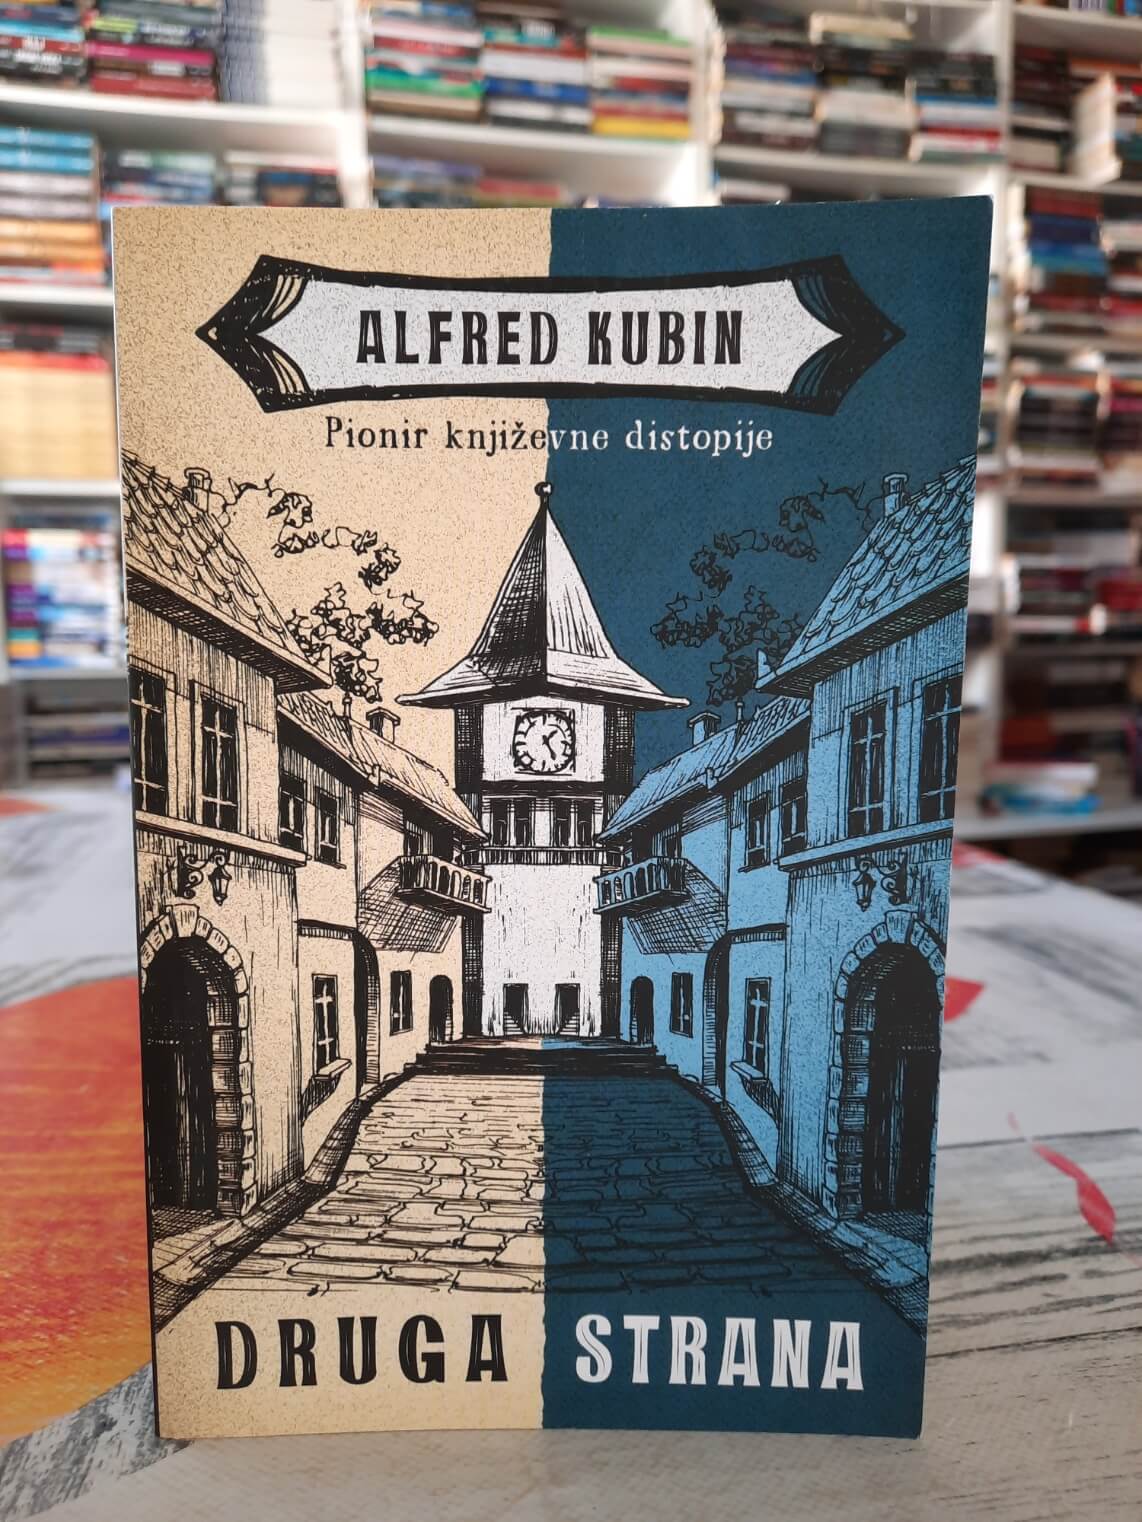 ALFRED KUBIN
Pionir književne distopije
DRUGA STRANA